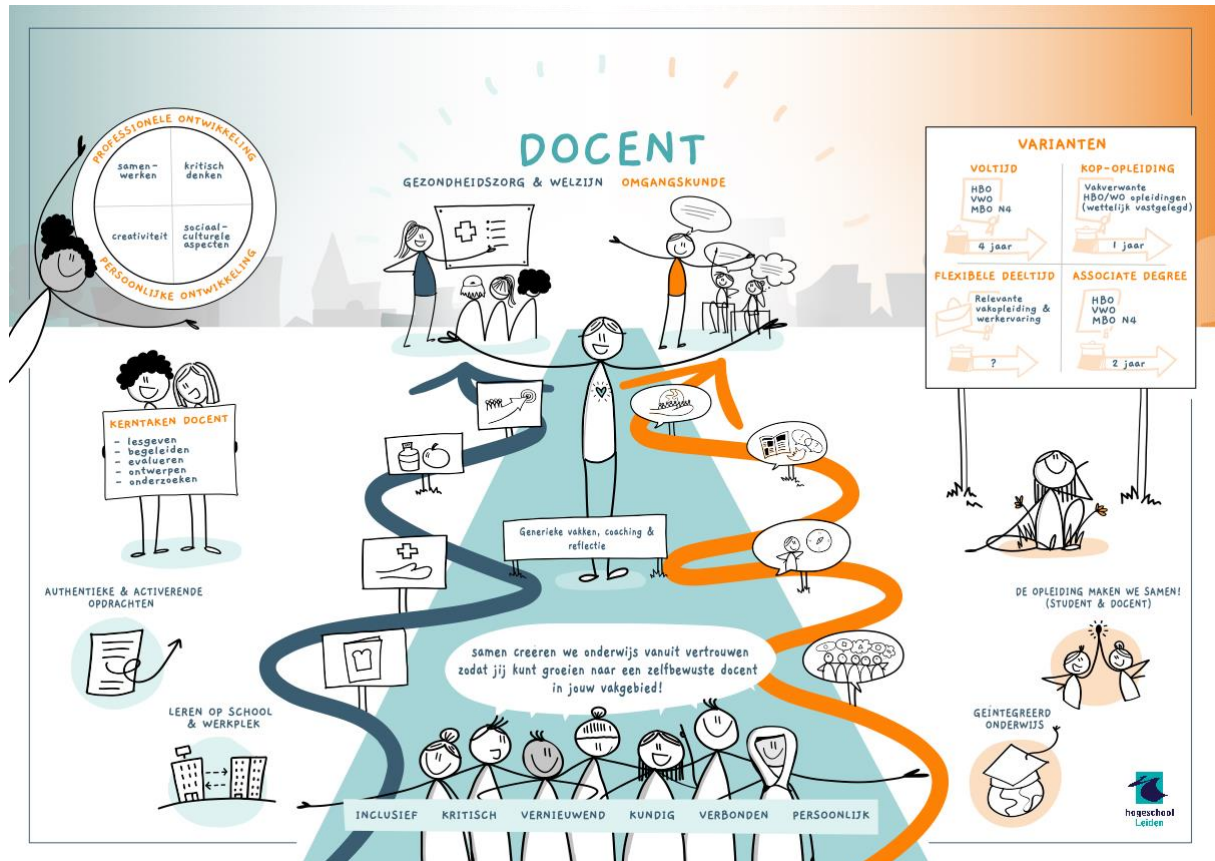 DOCENT
GEZONDHEIDSZORG & WELZIJN OMGANGSKUNDE
PROFESSIONELE ONTWIKKELING
samen-
werken
kritisch
denken
creativiteit
sociaal-
culturele
aspecten
PERSOONLIJKE ONTWIKKELING
VARIANTEN
VOLTIJD
HBO
VWO
MBO N4
4 jaar
KOP-OPLEIDING
Vakverwante
HBO/WO opleidingen
(wettelijk vastgelegd)
1 jaar
FLEXIBELE DEELTIJD
Relevante
vakopleiding &
werkervaring
?
ASSOCIATE DEGREE
HBO
VWO
MBO N4
2 jaar
KERNTAKEN DOCENT
- lesgeven
- begeleiden
- evalueren
- ontwerpen
- onderzoeken
Generieke vakken, coaching &
reflectie
AUTHENTIEKE & ACTIVERENDE
OPDRACHTEN
DE OPLEIDING MAKEN WE SAMEN!
(STUDENT & DOCENT)
samen creëren we onderwijs vanuit vertrouwen
zodat jij kunt groeien naar een zelfbewuste docent
in jouw vakgebied!
LEREN OP SCHOOL
& WERKPLEK
GEÏNTEGREERD
ONDERWIJS
INCLUSIEF KRITISCH VERNIEUWEND KUNDIG VERBONDEN PERSOONLIJK
hogeschool
Leiden